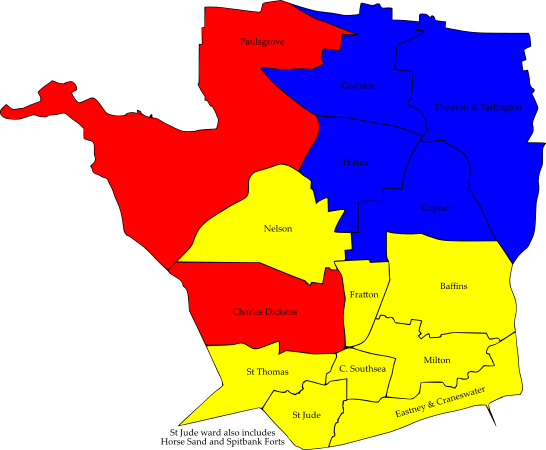 Paulsgrove
Cosham
Drayton & Farlington
Hilsea
Copnor
Nelson
Baffins
Fratton
Charles Dickens
Milton
C. Southsea
St Thomas
Eastney & Craneswater
St Jude
St Jude ward also includes
Horse Sand and Spitbank Forts